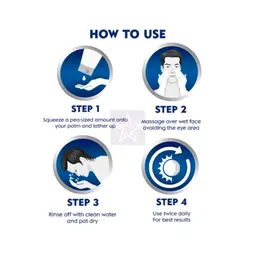 HOW TO USE
STEP 1
Squeeze a pea-sized amount onto
your palm and lather up
STEP 2
Massage over wet face
avoiding the eye area
STEP 3
Rinse off with clean water
and pat dry
STEP 4
Use twice daily
For best results